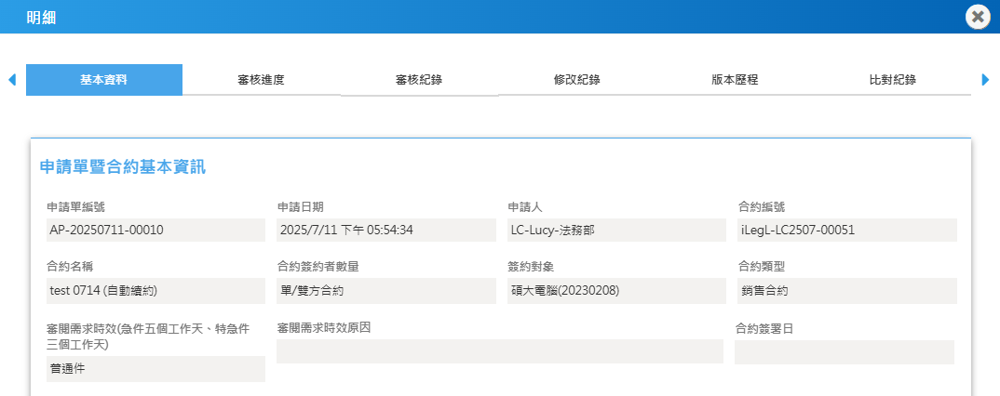 明細
基本資料 審核進度 審核紀錄 修改紀錄 版本歷程 比對紀錄
申請單暨合約基本資訊
申請單編號 申請日期 申請人 合約編號
AP-20250711-00010 2025/7/11 下午 05:54:34 LC-Lucy-法務部 iLegL-LC2507-00051
合約名稱 合約簽約者數量 簽約對象 合約類型
test 0714 (自動續約) 單/雙方合約 碩大電腦(20230208) 銷售合約
審閱需求時效(急件五個工作天、特急件
三個工作天) 審閱需求時效原因 合約簽署日
普通件